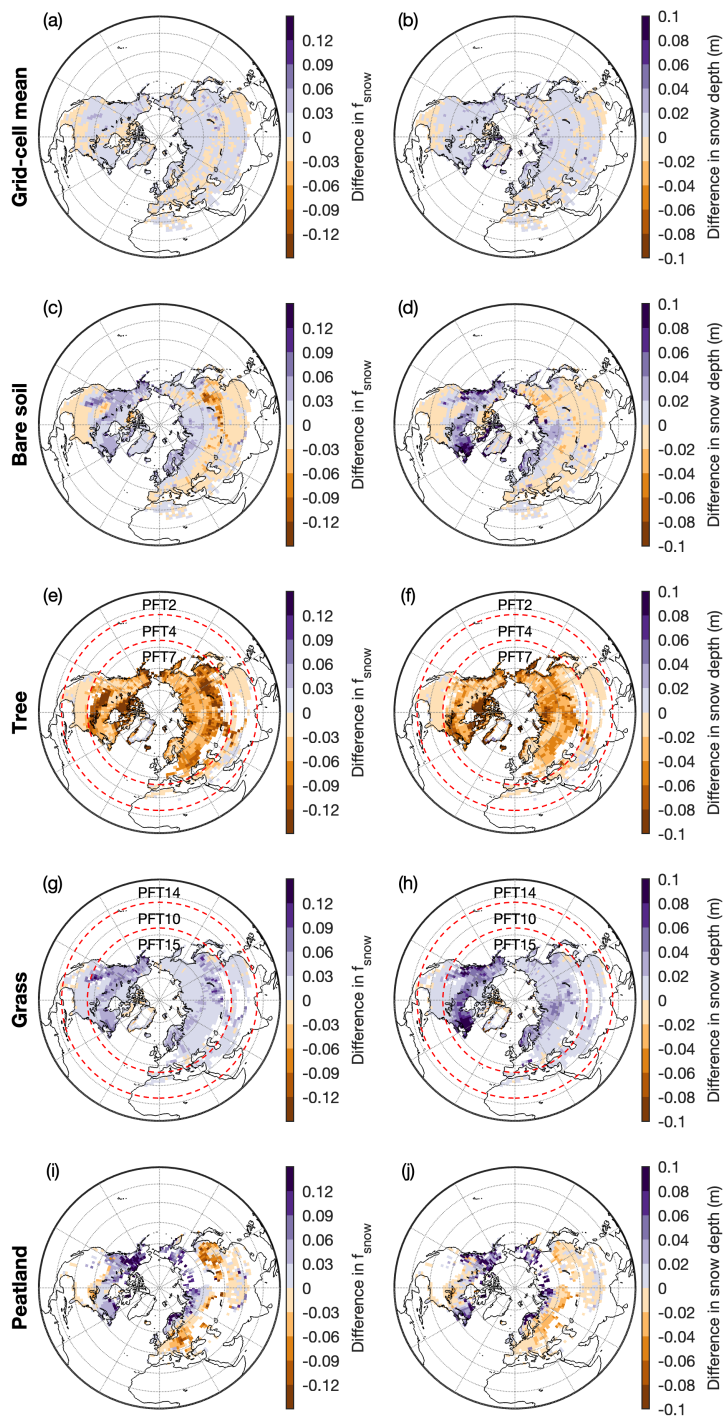 Grid-cell mean
(a)
0.12
0.09
0.06
0.03
0
-0.03
-0.06
-0.09
-0.12
Difference in fsnow
(b)
0.1
0.08
0.06
0.04
0.02
0
-0.02
-0.04
-0.06
-0.08
-0.1
Difference in snow depth (m)
Bare soil
(c)
0.12
0.09
0.06
0.03
0
-0.03
-0.06
-0.09
-0.12
Difference in fsnow
(d)
0.1
0.08
0.06
0.04
0.02
0
-0.02
-0.04
-0.06
-0.08
-0.1
Difference in snow depth (m)
Tree
(e)
PFT2
PFT4
PFT7
0.12
0.09
0.06
0.03
0
-0.03
-0.06
-0.09
-0.12
Difference in fsnow
(f)
PFT2
PFT4
PFT7
0.1
0.08
0.06
0.04
0.02
0
-0.02
-0.04
-0.06
-0.08
-0.1
Difference in snow depth (m)
Grass
(g)
PFT14
PFT10
PFT15
0.12
0.09
0.06
0.03
0
-0.03
-0.06
-0.09
-0.12
Difference in fsnow
(h)
PFT14
PFT10
PFT15
0.1
0.08
0.06
0.04
0.02
0
-0.02
-0.04
-0.06
-0.08
-0.1
Difference in snow depth (m)
Peatland
(i)
0.12
0.09
0.06
0.03
0
-0.03
-0.06
-0.09
-0.12
Difference in fsnow
(j)
0.1
0.08
0.06
0.04
0.02
0
-0.02
-0.04
-0.06
-0.08
-0.1
Difference in snow depth (m)